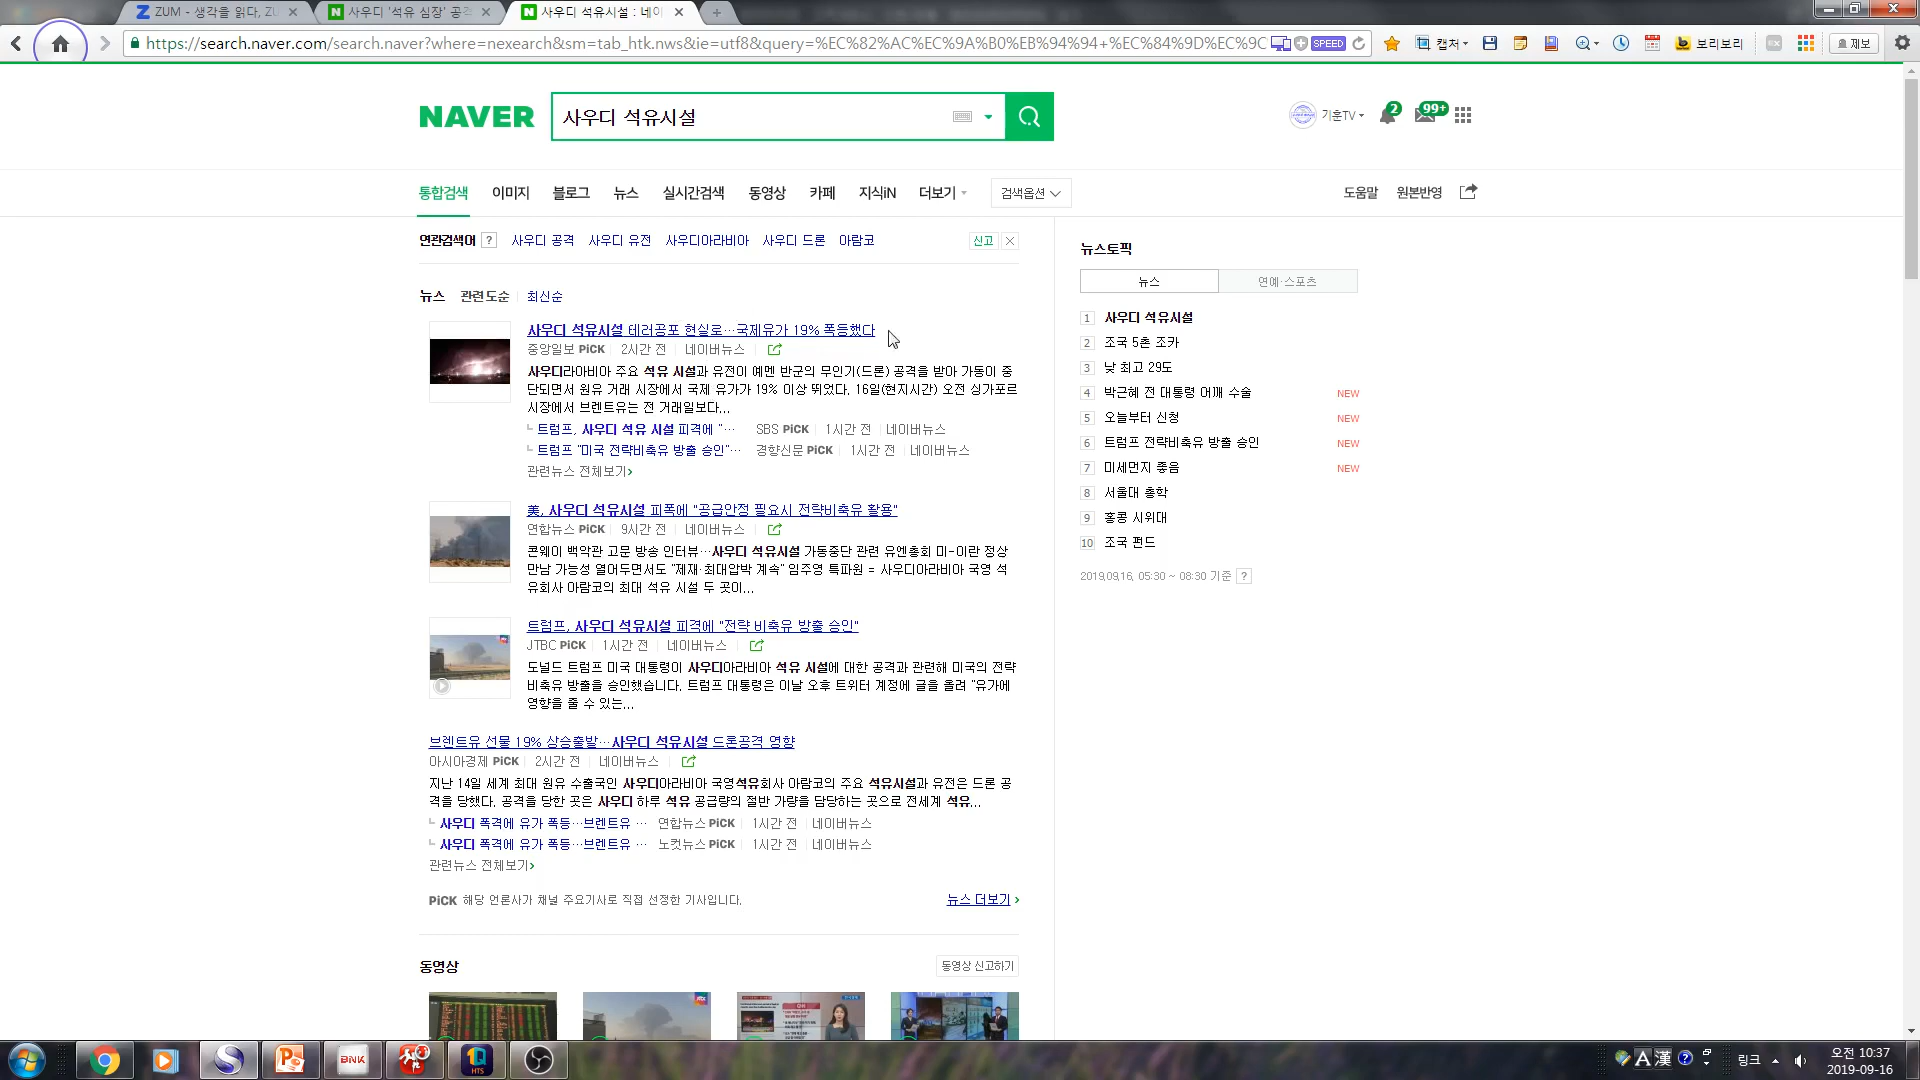 ZUM - 생각을 읽다, ZU
사우디 '석유 심장' 공격
사우디 석유시설 : 네이
https://search.naver.com/search.naver?where=nexearch&sm=tab_htk.nws&ie=utf8&query=%EC%82%AC%EC%9A%B0%EB%94%94+%EC%84%9D%EC%9C
SPEED
캡처
보리보리
제보
NAVER
사우디 석유시설
기훈TV
2
99+
통합검색 이미지 블로그 뉴스 실시간검색 동영상 카페 지식iN 더보기 검색옵션
도움말 원본반영
연관검색어 ? 사우디 공격 사우디 유전 사우디아라비아 사우디 드론 아람코 신고
뉴스 관련도순 최신순
사우디 석유시설 테러공포 현실로…국제유가 19% 폭등했다
중앙일보 PiCK 2시간 전 네이버뉴스
사우디라아비아 주요 석유 시설과 유전이 예멘 반군의 무인기(드론) 공격을 받아 가동이 중
단되면서 원유 거래 시장에서 국제 유가가 19% 이상 뛰었다. 16일(현지시간) 오전 싱가포르
시장에서 브렌트유는 전 거래일보다...
트럼프, 사우디 석유 시설 피격에 "… SBS PiCK 1시간 전 네이버뉴스
트럼프 "미국 전략비축유 방출 승인"… 경향신문 PiCK 1시간 전 네이버뉴스
관련뉴스 전체보기
美, 사우디 석유시설 피폭에 "공급안정 필요시 전략비축유 활용"
연합뉴스 PiCK 9시간 전 네이버뉴스
콘웨이 백악관 고문 방송 인터뷰…사우디 석유시설 가동중단 관련 유엔총회 미-이란 정상
만남 가능성 열어두면서도 "제재·최대압박 계속" 임주영 특파원 = 사우디아라비아 국영 석
유회사 아람코의 최대 석유 시설 두 곳이...
트럼프, 사우디 석유시설 피격에 "전략 비축유 방출 승인"
JTBC PiCK 1시간 전 네이버뉴스
도널드 트럼프 미국 대통령이 사우디아라비아 석유 시설에 대한 공격과 관련해 미국의 전략
비축유 방출을 승인했습니다. 트럼프 대통령은 이날 오후 트위터 계정에 글을 올려 "유가에
영향을 줄 수 있는...
브렌트유 선물 19% 상승출발…사우디 석유시설 드론공격 영향
아시아경제 PiCK 2시간 전 네이버뉴스
지난 14일 세계 최대 원유 수출국인 사우디아라비아 국영석유회사 아람코의 주요 석유시설과 유전은 드론 공
격을 당했다. 공격을 당한 곳은 사우디 하루 석유 공급량의 절반 가량을 담당하는 곳으로 전세계 석유...
사우디 폭격에 유가 폭등…브렌트유 … 연합뉴스 PiCK 1시간 전 네이버뉴스
사우디 폭격에 유가 폭등…브렌트유 … 노컷뉴스 PiCK 1시간 전 네이버뉴스
관련뉴스 전체보기
PiCK 해당 언론사가 채널 주요기사로 직접 선정한 기사입니다.
뉴스 더보기
동영상
동영상 신고하기
뉴스토픽
뉴스 연예·스포츠
1 사우디 석유시설
2 조국 5촌 조카
3 낮 최고 29도
4 박근혜 전 대통령 어깨 수술 NEW
5 오늘부터 신청 NEW
6 트럼프 전략비축유 방출 승인 NEW
7 미세먼지 좋음 NEW
8 서울대 총학
9 홍콩 시위대
10 조국 펀드
2019.09.16. 05:30 ~ 08:30 기준 ?
BNK
HTS
A 漢
링크
오전 10:37
2019-09-16